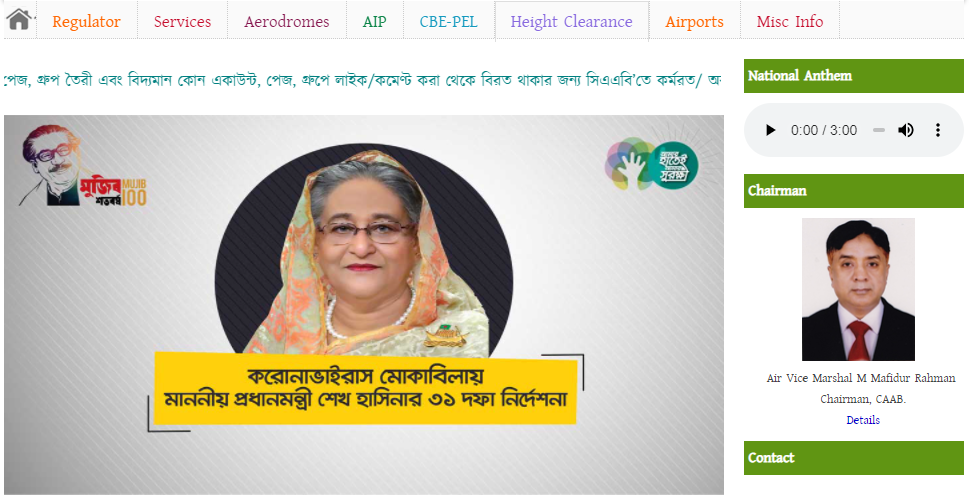 Regulator Services Aerodromes AIP CBE-PEL Height Clearance Airports Misc Info
পেজ, গ্রুপ তৈরী এবং বিদ্যমান কোন একাউন্ট, পেজ, গ্রুপে লাইক/কমেন্ট করা থেকে বিরত থাকার জন্য সিএএবি'তে কর্মরত/
মুজিব
শতবর্ষ
MUJIB
100
সুরক্ষা
করোনাভাইরাস মোকাবিলায়
মাননীয় প্রধানমন্ত্রী শেখ হাসিনার ৩১ দফা নির্দেশনা
National Anthem
0:00 / 3:00
Chairman
Air Vice Marshal M Mafidur Rahman
Chairman, CAAB.
Details
Contact